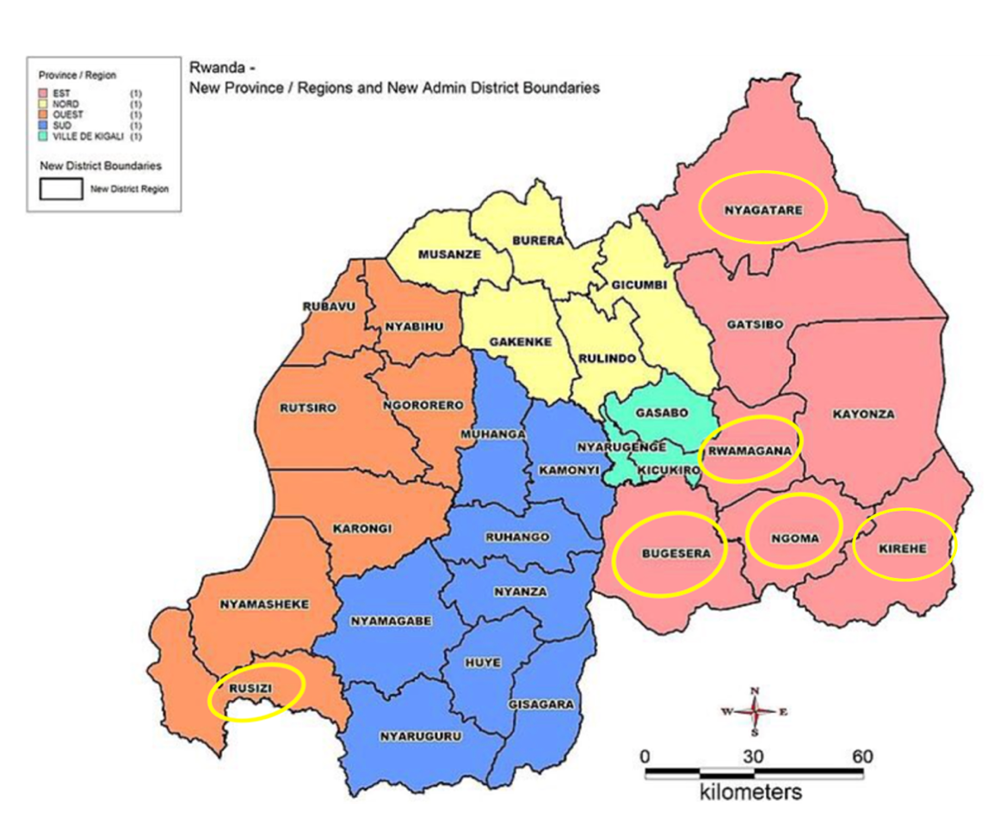 Rwanda -
New Province / Regions and New Admin District Boundaries
Province / Region
EST (1)
NORD (1)
OUEST (1)
SUD (1)
VILLE DE KIGALI (1)
New District Boundaries
New District Region
NYAGATARE
BURERA
MUSANZE
GICUMBI
RUBAVU
NYABIHU
GATSIBO
GAKENKE
RULINDO
RUTSIRO
NGORORERO
GASABO
KAYONZA
MUHANGA
NYARUGENGE
RWAMAGANA
KAMONYI
KICUKIRO
KARONGI
RUHANGO
NGOMA
KIREHE
BUGESERA
NYANZA
NYAMASHEKE
NYAMAGABE
HUYE
RUSIZI
GISAGARA
NYARUGURU
N
W E
S
0 30 60
kilometers